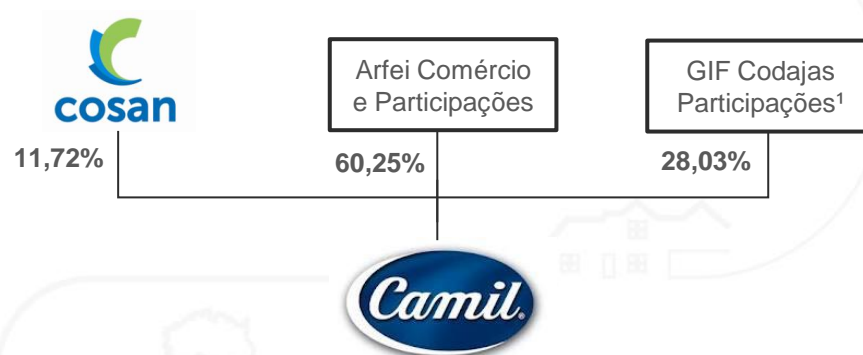 cosan
Arfei Comércio
e Participações
GIF Codajas
Participações¹
11,72%
60,25%
28,03%
Camil